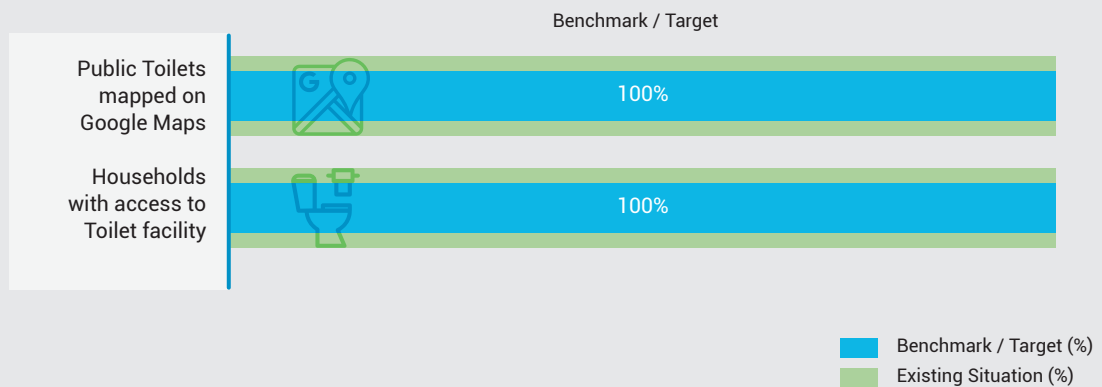 Benchmark / Target
Public Toilets
mapped on
Google Maps
G
100%
Households
with access to
Toilet facility
100%
Benchmark / Target (%)
Existing Situation (%)